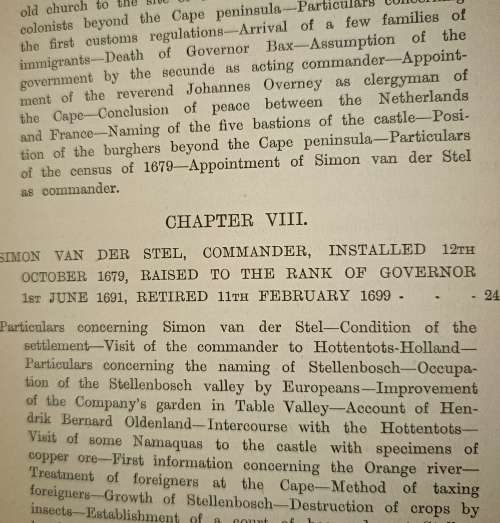 old church to the site of
colonists beyond the Cape peninsula—Particulars concerning
the first customs regulations—Arrival of a few families of
immigrants—Death of Governor Bax—Assumption of the
government by the secunde as acting commander—Appoint-
ment of the reverend Johannes Overney as clergyman of
the Cape—Conclusion of peace between the Netherlands
and France—Naming of the five bastions of the castle—Posi-
tion of the burghers beyond the Cape peninsula—Particulars
of the census of 1679—Appointment of Simon van der Stel
as commander.
CHAPTER VIII.
SIMON VAN DER STEL, COMMANDER, INSTALLED 12TH
OCTOBER 1679, RAISED TO THE RANK OF GOVERNOR
1ST JUNE 1691, RETIRED 11TH FEBRUARY 1699 - - - 24
Particulars concerning Simon van der Stel—Condition of the
settlement—Visit of the commander to Hottentots-Holland—
Particulars concerning the naming of Stellenbosch—Occupa-
tion of the Stellenbosch valley by Europeans—Improvement
of the Company's garden in Table Valley—Account of Hen-
drik Bernard Oldenland—Intercourse with the Hottentots—
Visit of some Namaquas to the castle with specimens of
copper ore—First information concerning the Orange river—
Treatment of foreigners at the Cape—Method of taxing
foreigners—Growth of Stellenbosch—Destruction of crops by
insects—Establishment of a court of